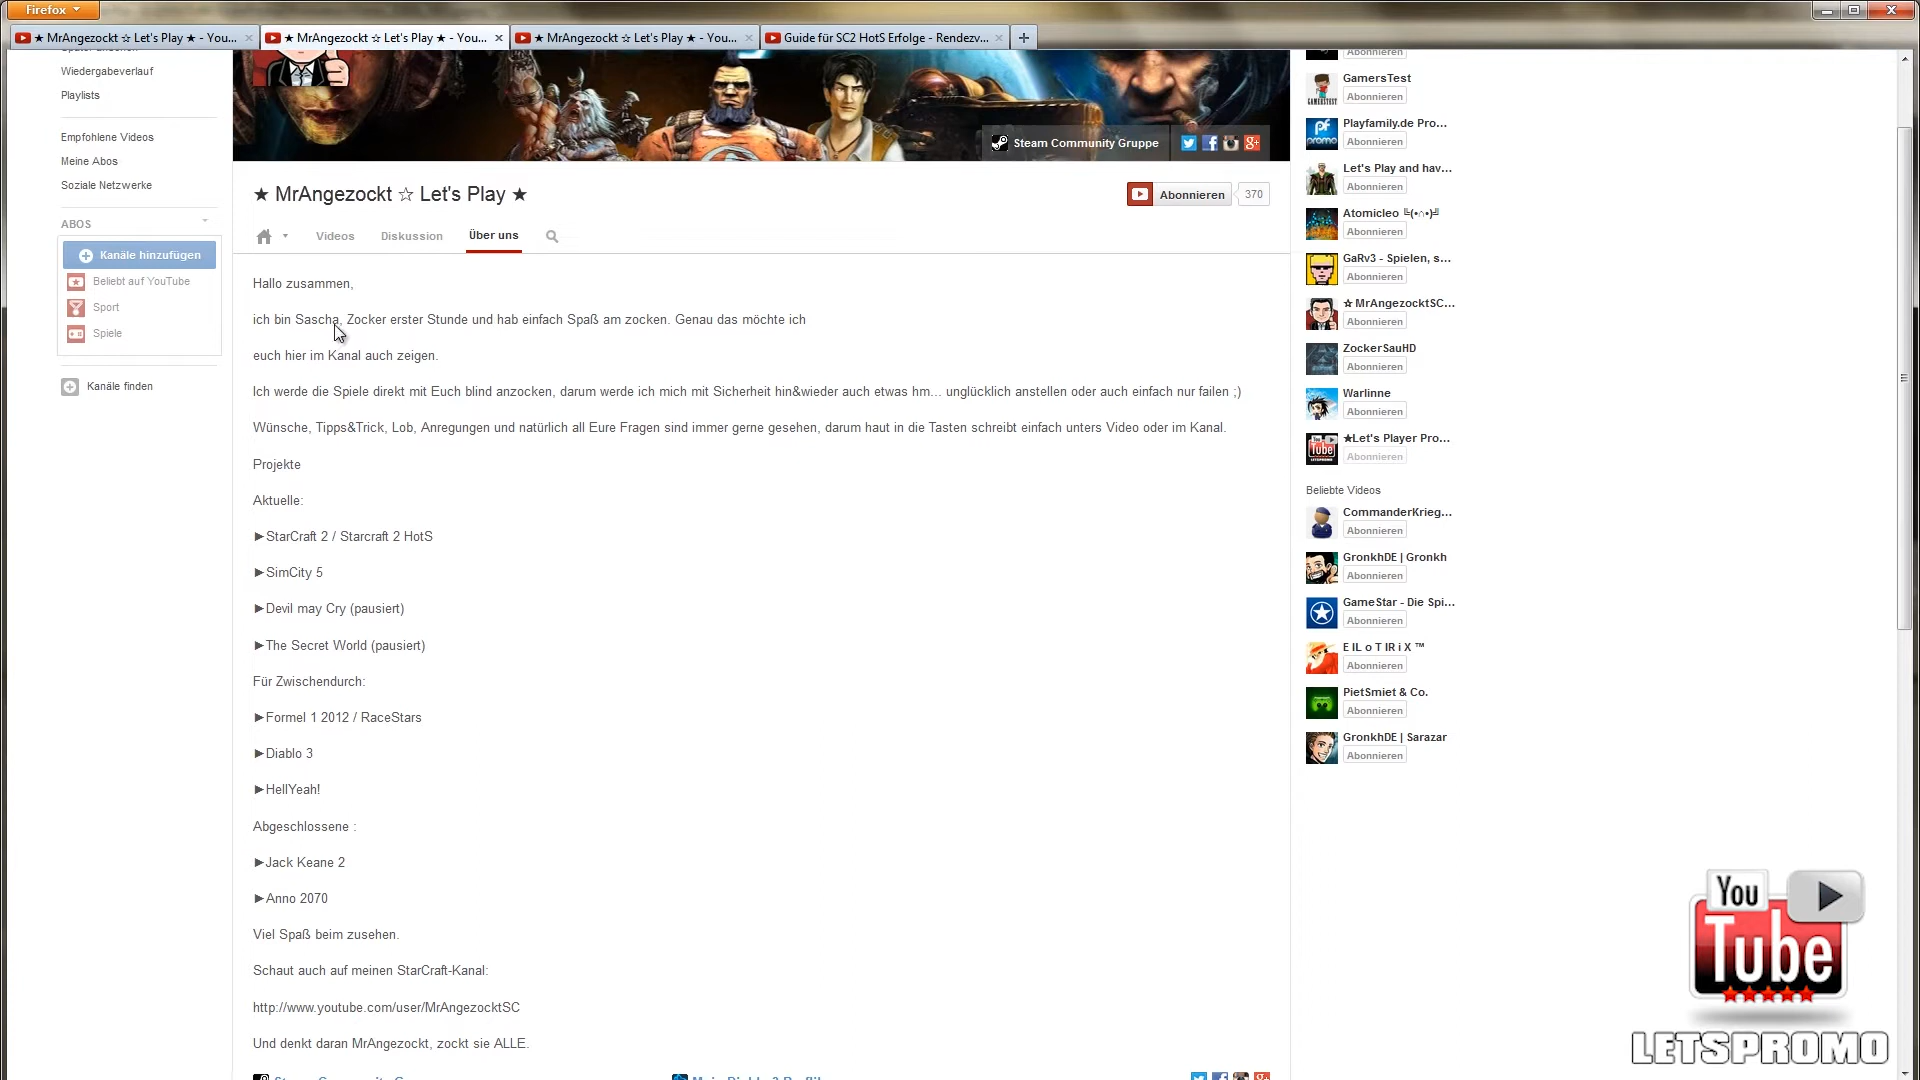 Firefox
★ MrAngezockt ☆ Let's Play ★ - You...
★ MrAngezockt ☆ Let's Play ★ - You...
★ MrAngezockt ☆ Let's Play ★ - You...
Guide für SC2 HotS Erfolge - Rendezv...
Wiedergabeverlauf
Playlists
Empfohlene Videos
Meine Abos
Soziale Netzwerke
ABOS
Kanäle hinzufügen
Beliebt auf YouTube
Sport
Spiele
Kanäle finden
Steam Community Gruppe
★ MrAngezockt ☆ Let's Play ★
Abonnieren
370
Videos
Diskussion
Über uns
Hallo zusammen,
ich bin Sascha, Zocker erster Stunde und hab einfach Spaß am zocken. Genau das möchte ich
euch hier im Kanal auch zeigen.
Ich werde die Spiele direkt mit Euch blind anzocken, darum werde ich mich mit Sicherheit hin&wieder auch etwas hm... unglücklich anstellen oder auch einfach nur failen ;)
Wünsche, Tipps&Trick, Lob, Anregungen und natürlich all Eure Fragen sind immer gerne gesehen, darum haut in die Tasten schreibt einfach unters Video oder im Kanal.
Projekte
Aktuelle:
►StarCraft 2 / Starcraft 2 HotS
►SimCity 5
►Devil may Cry (pausiert)
►The Secret World (pausiert)
Für Zwischendurch:
►Formel 1 2012 / RaceStars
►Diablo 3
►HellYeah!
Abgeschlossene :
►Jack Keane 2
►Anno 2070
Viel Spaß beim zusehen.
Schaut auch auf meinen StarCraft-Kanal:
http://www.youtube.com/user/MrAngezocktSC
Und denkt daran MrAngezockt, zockt sie ALLE.
Abonnieren
GamersTest
Abonnieren
Playfamily.de Pro...
Abonnieren
Let's Play and hav...
Abonnieren
Atomicleo ╚(•∩•)╝
Abonnieren
GaRv3 - Spielen, s...
Abonnieren
☆ MrAngezocktSC...
Abonnieren
ZockerSauHD
Abonnieren
Warlinne
Abonnieren
★Let's Player Pro...
Abonnieren
Beliebte Videos
CommanderKrieg...
Abonnieren
GronkhDE | Gronkh
Abonnieren
GameStar - Die Spi...
Abonnieren
E IL o T IR i X ™
Abonnieren
PietSmiet & Co.
Abonnieren
GronkhDE | Sarazar
Abonnieren
You
Tube
LETSPROMO